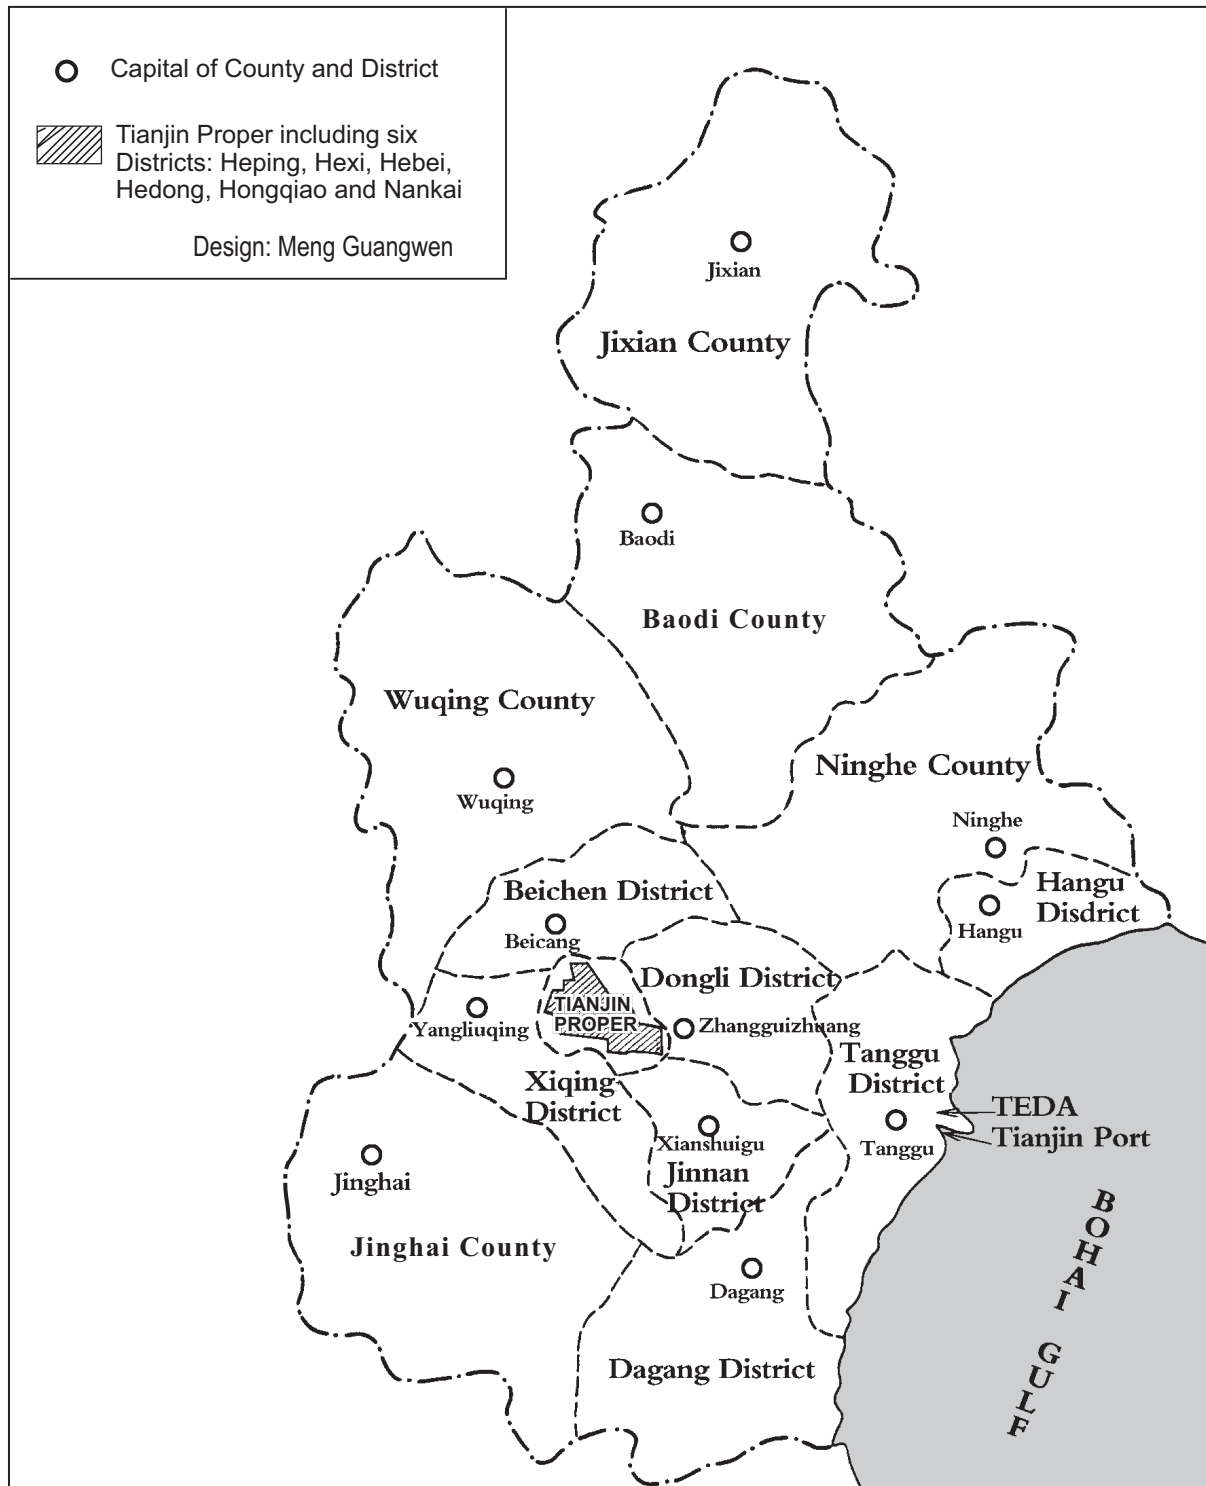 Capital of County and District
Tianjin Proper including six
Districts: Heping, Hexi, Hebei,
Hedong, Hongqiao and Nankai
Design: Meng Guangwen
Jixian
Jixian County
Baodi
Baodi County
Wuqing County
Wuqing
Ninghe County
Ninghe
Hangu
Disdrict
Hangu
Beichen District
Beicang
Dongli District
TIANJIN
PROPER
Yangliuqing
Zhangguizhuang
Tanggu
District
Xiqing
District
TEDA
Tianjin Port
Tanggu
Xianshuigu
Jinnan
District
Jinghai
Jinghai County
Dagang
Dagang District
BOHAI GULF